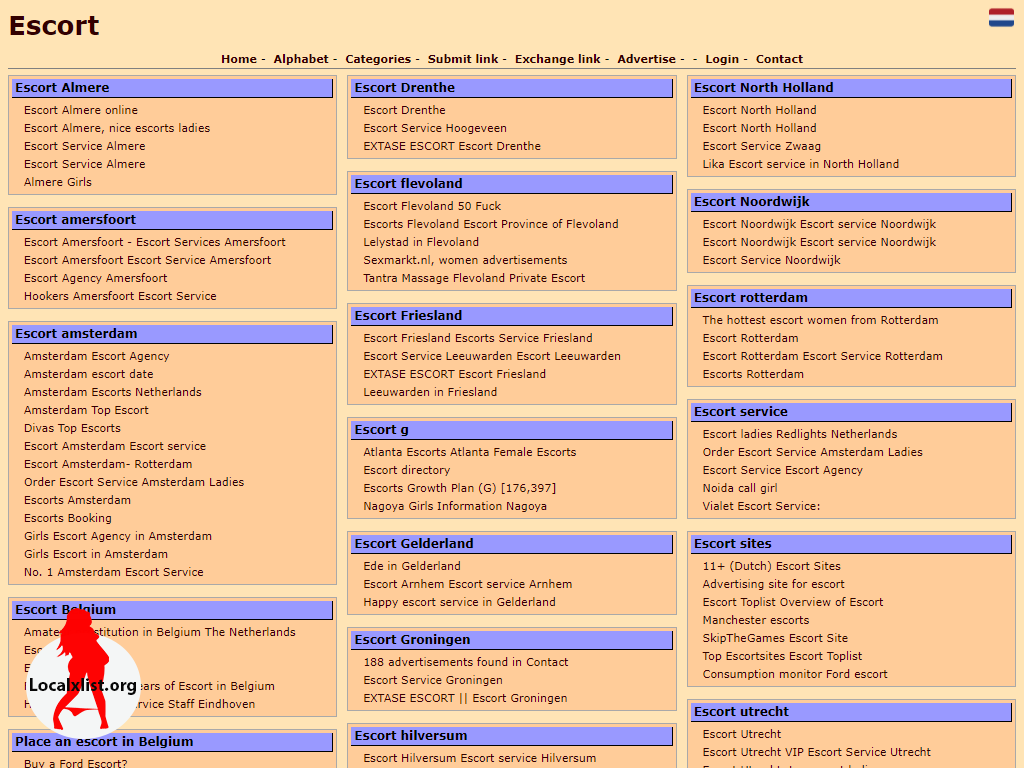 Escort
Home - Alphabet - Categories - Submit link - Exchange link - Advertise - - Login - Contact
Escort Almere
Escort Almere online
Escort Almere, nice escorts ladies
Escort Service Almere
Escort Service Almere
Almere Girls
Escort amersfoort
Escort Amersfoort - Escort Services Amersfoort
Escort Amersfoort Escort Service Amersfoort
Escort Agency Amersfoort
Hookers Amersfoort Escort Service
Escort amsterdam
Amsterdam Escort Agency
Amsterdam escort date
Amsterdam Escorts Netherlands
Amsterdam Top Escort
Divas Top Escorts
Escort Amsterdam Escort service
Escort Amsterdam- Rotterdam
Order Escort Service Amsterdam Ladies
Escorts Amsterdam
Escorts Booking
Girls Escort Agency in Amsterdam
Girls Escort in Amsterdam
No. 1 Amsterdam Escort Service
Escort Belgium
in Belgium The Netherlands
Localxlist.org
of Escort in Belgium
Staff Eindhoven
Place an escort in Belgium
Buy a Ford Escort?
Escort Drenthe
Escort Drenthe
Escort Service Hoogeveen
EXTASE ESCORT Escort Drenthe
Escort flevoland
Escort Flevoland 50 Fuck
Escorts Flevoland Escort Province of Flevoland
Lelystad in Flevoland
Sexmarkt.nl, women advertisements
Tantra Massage Flevoland Private Escort
Escort Friesland
Escort Friesland Escorts Service Friesland
Escort Service Leeuwarden Escort Leeuwarden
EXTASE ESCORT Escort Friesland
Leeuwarden in Friesland
Escort g
Atlanta Escorts Atlanta Female Escorts
Escort directory
Escorts Growth Plan (G) [176,397]
Nagoya Girls Information Nagoya
Escort Gelderland
Ede in Gelderland
Escort Arnhem Escort service Arnhem
Happy escort service in Gelderland
Escort Groningen
188 advertisements found in Contact
Escort Service Groningen
EXTASE ESCORT || Escort Groningen
Escort hilversum
Escort Hilversum Escort service Hilversum
Escort North Holland
Escort North Holland
Escort North Holland
Escort Service Zwaag
Lika Escort service in North Holland
Escort Noordwijk
Escort Noordwijk Escort service Noordwijk
Escort Noordwijk Escort service Noordwijk
Escort Service Noordwijk
Escort rotterdam
The hottest escort women from Rotterdam
Escort Rotterdam
Escort Rotterdam Escort Service Rotterdam
Escorts Rotterdam
Escort service
Escort ladies Redlights Netherlands
Order Escort Service Amsterdam Ladies
Escort Service Escort Agency
Noida call girl
Vialet Escort Service:
Escort sites
11+ (Dutch) Escort Sites
Advertising site for escort
Escort Toplist Overview of Escort
Manchester escorts
SkipTheGames Escort Site
Top Escortsites Escort Toplist
Consumption monitor Ford escort
Escort utrecht
Escort Utrecht
Escort Utrecht VIP Escort Service Utrecht